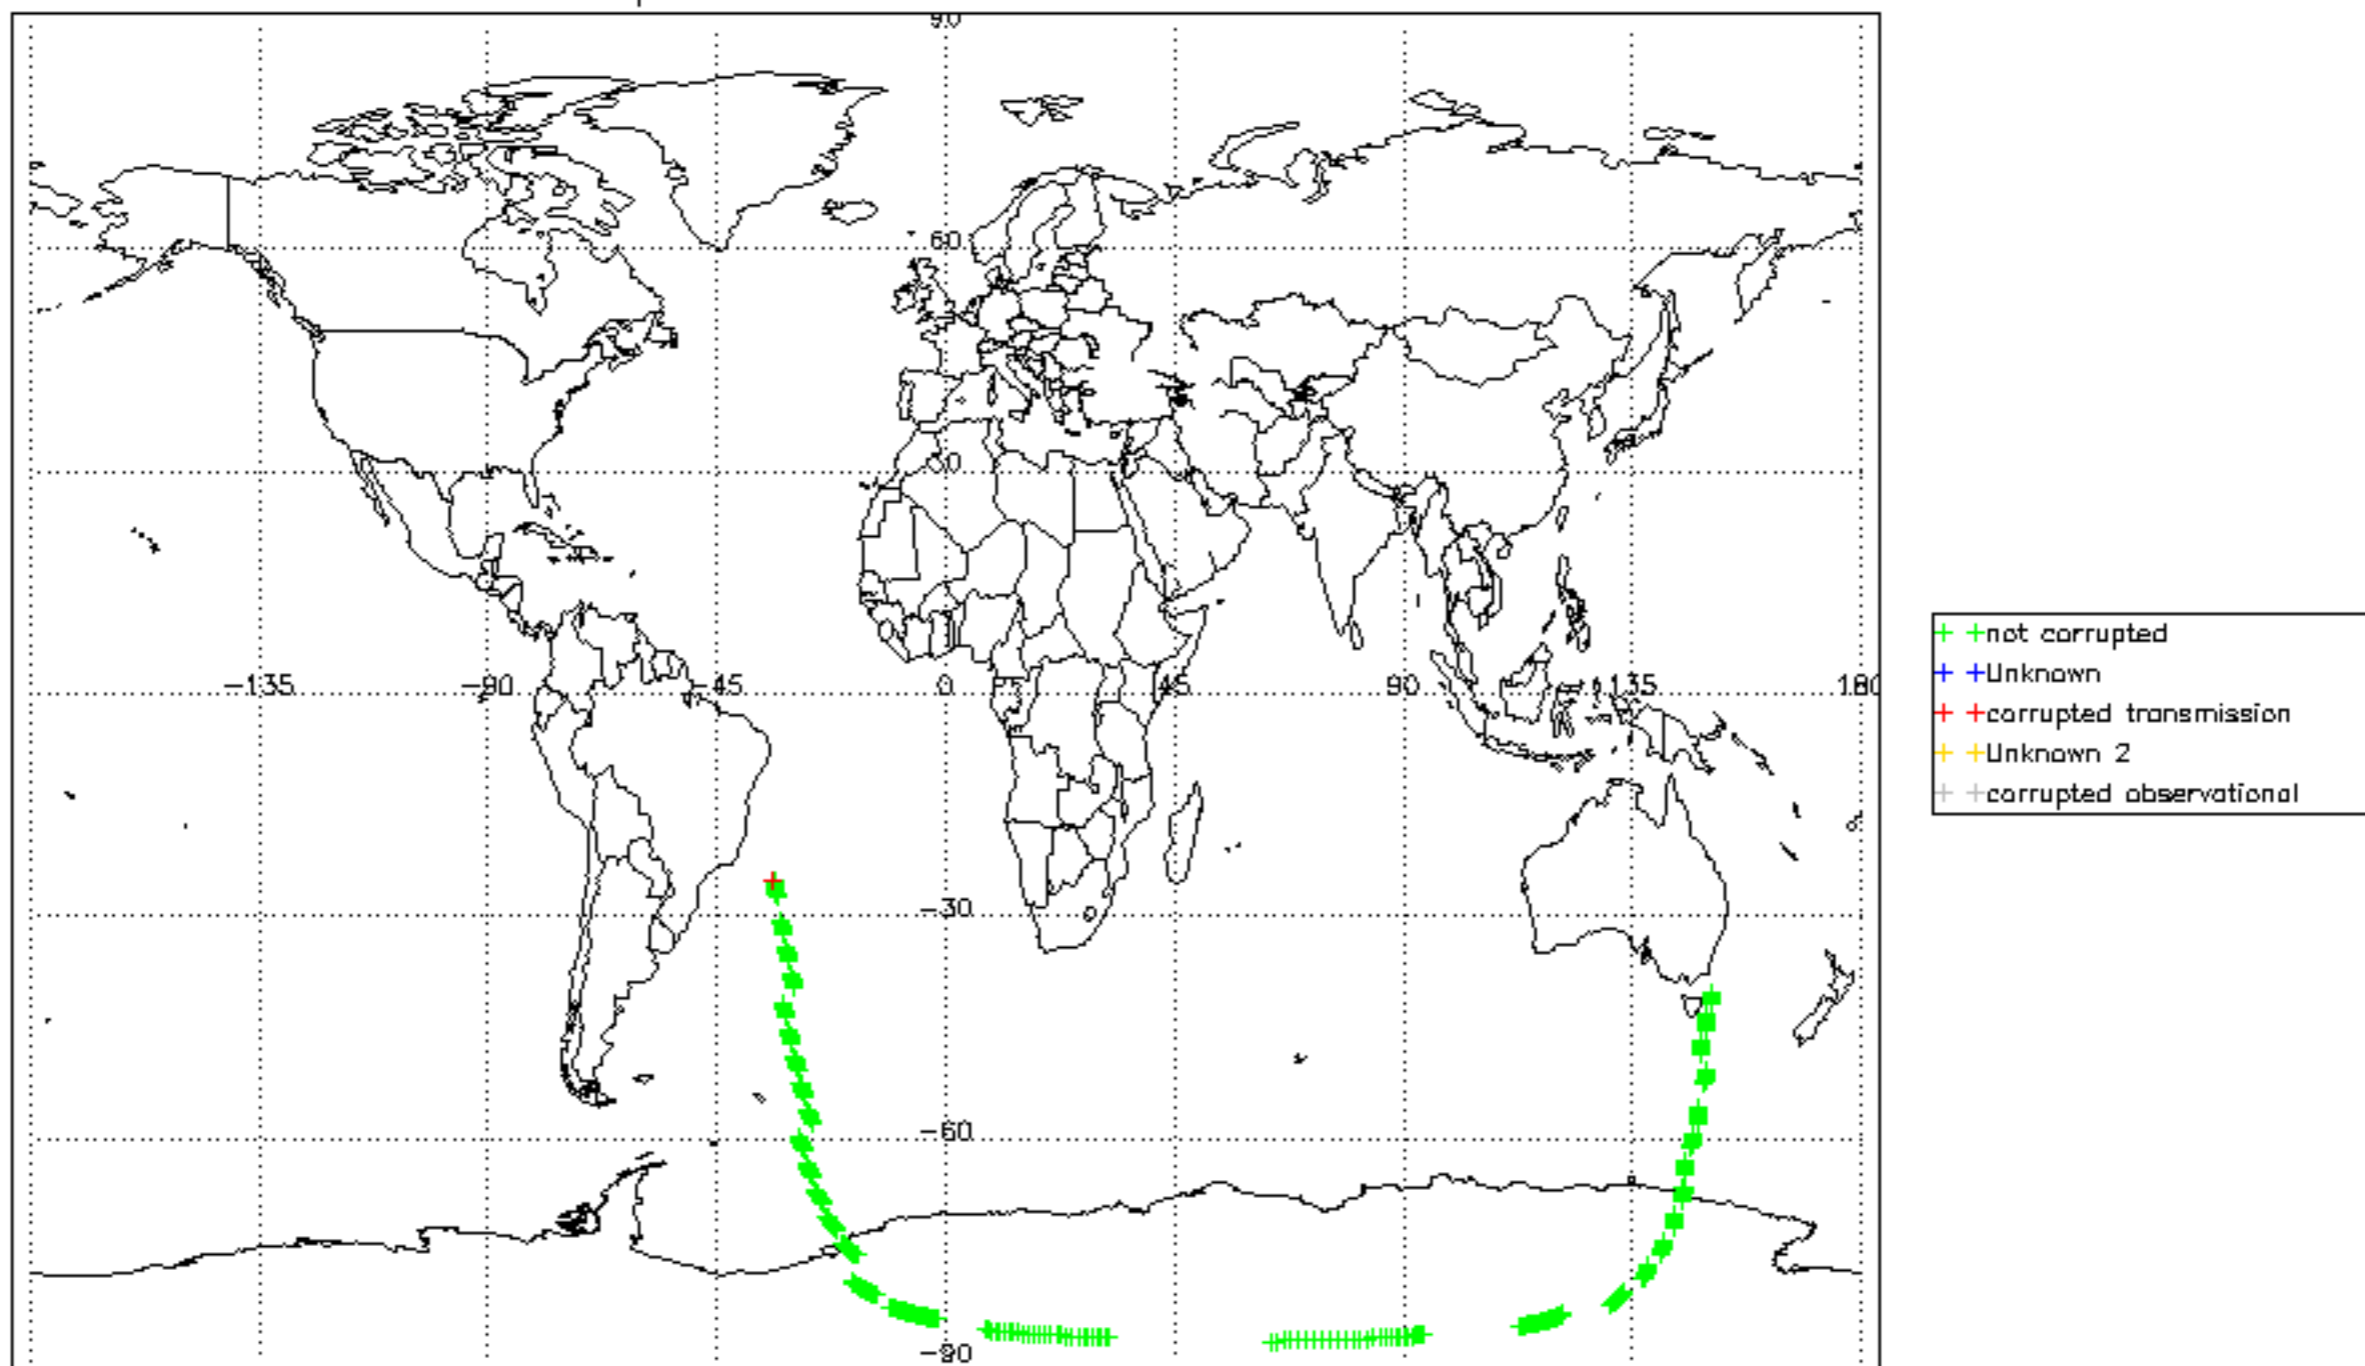 90
60
30
-135 -90 -45 0 45 90 135 180
-30
-60
-90
not corrupted
Unknown
corrupted transmission
Unknown 2
corrupted observational